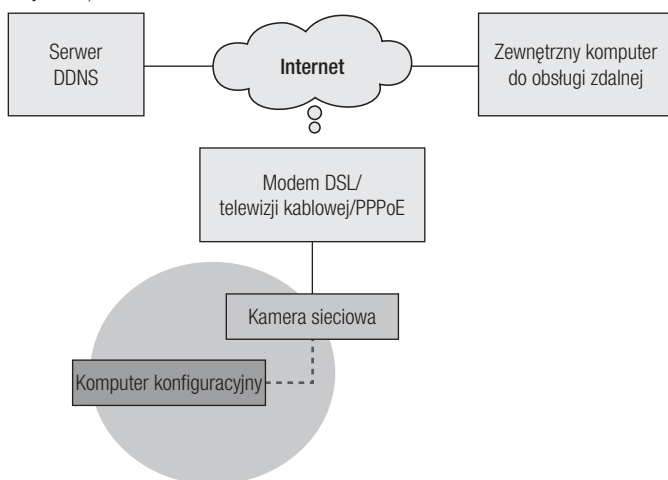 Serwer
DDNS
Internet
Zewnętrzny komputer
do obsługi zdalnej
Modem DSL/
telewizji kablowej/PPPoE
Kamera sieciowa
Komputer konfiguracyjny